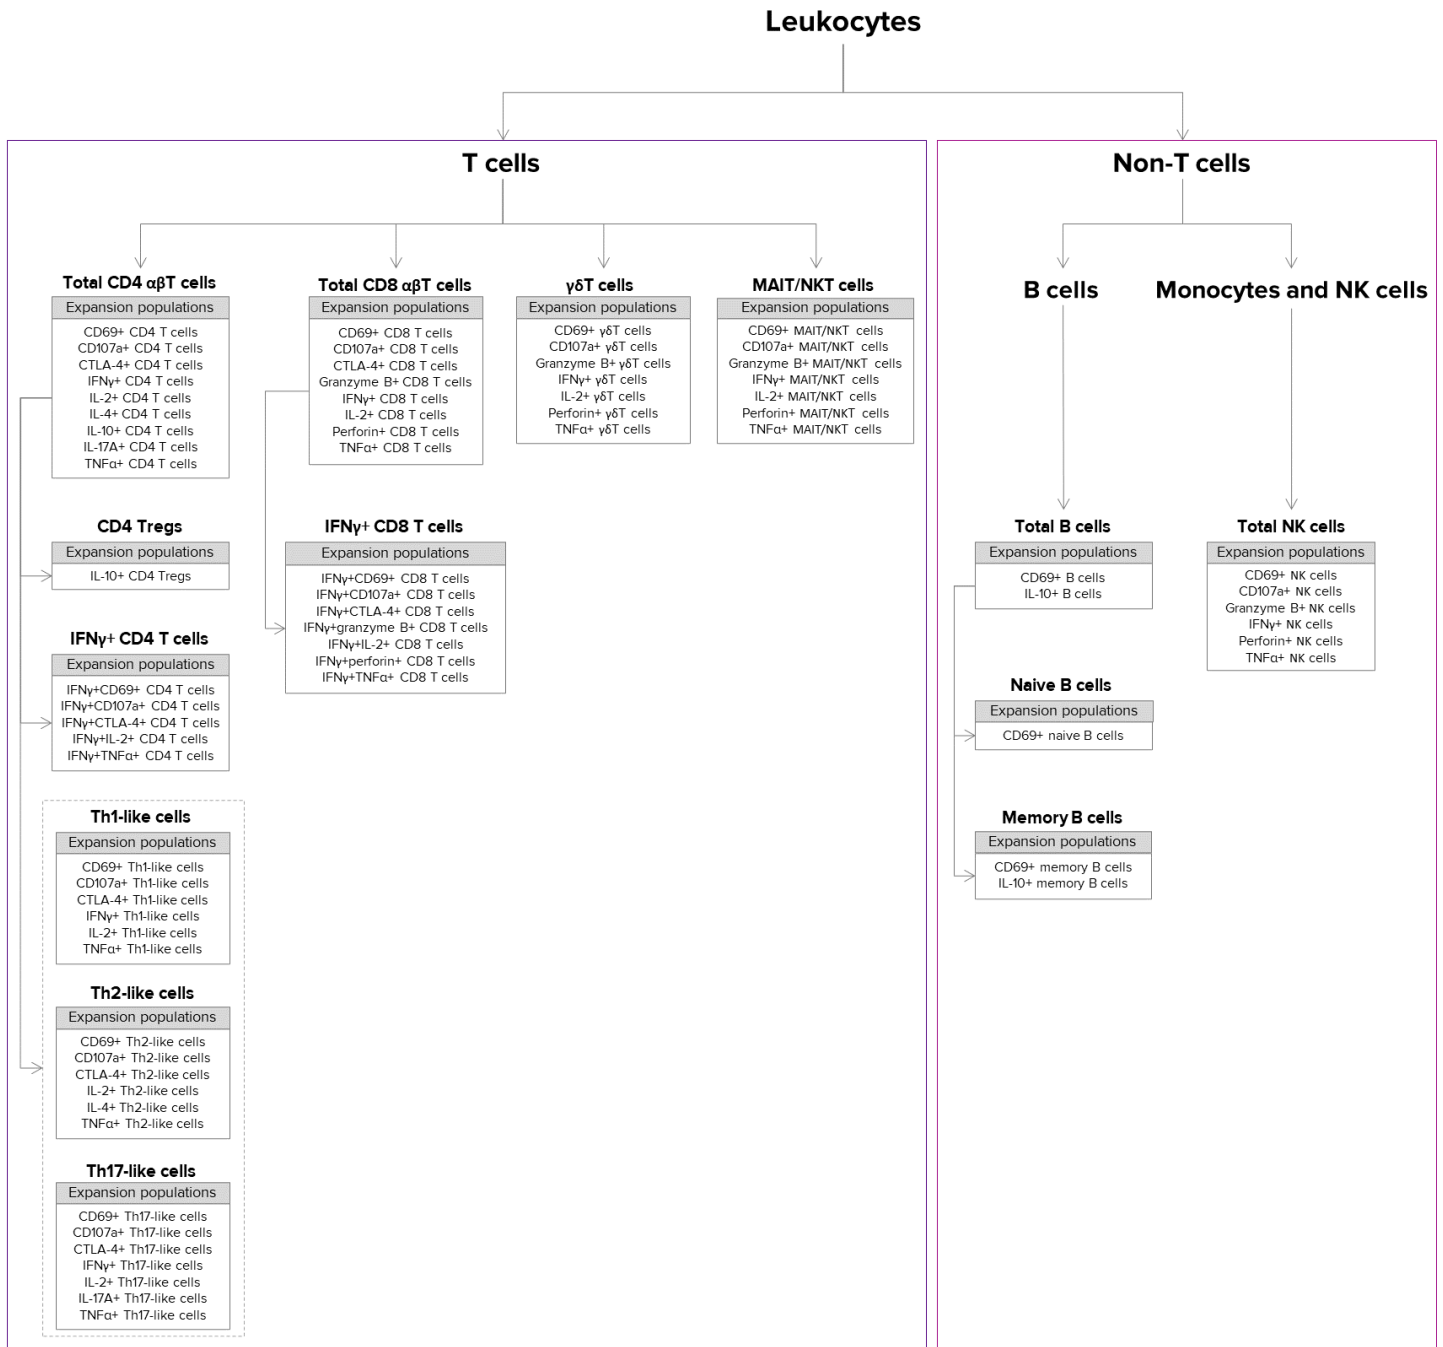 Leukocytes
T cells
Total CD4 αβT cells
Expansion populations
CD69+ CD4 T cells
CD107a+ CD4 T cells
CTLA-4+ CD4 T cells
IFNγ+ CD4 T cells
IL-2+ CD4 T cells
IL-4+ CD4 T cells
IL-10+ CD4 T cells
IL-17A+ CD4 T cells
TNFα+ CD4 T cells
CD4 Tregs
Expansion populations
IL-10+ CD4 Tregs
IFNγ+ CD4 T cells
Expansion populations
IFNγ+CD69+ CD4 T cells
IFNγ+CD107a+ CD4 T cells
IFNγ+CTLA-4+ CD4 T cells
IFNγ+IL-2+ CD4 T cells
IFNγ+TNFα+ CD4 T cells
Th1-like cells
Expansion populations
CD69+ Th1-like cells
CD107a+ Th1-like cells
CTLA-4+ Th1-like cells
IFNγ+ Th1-like cells
IL-2+ Th1-like cells
TNFα+ Th1-like cells
Th2-like cells
Expansion populations
CD69+ Th2-like cells
CD107a+ Th2-like cells
CTLA-4+ Th2-like cells
IL-2+ Th2-like cells
IL-4+ Th2-like cells
TNFα+ Th2-like cells
Th17-like cells
Expansion populations
CD69+ Th17-like cells
CD107a+ Th17-like cells
CTLA-4+ Th17-like cells
IFNγ+ Th17-like cells
IL-2+ Th17-like cells
IL-17A+ Th17-like cells
TNFα+ Th17-like cells
Total CD8 αβT cells
Expansion populations
CD69+ CD8 T cells
CD107a+ CD8 T cells
CTLA-4+ CD8 T cells
Granzyme B+ CD8 T cells
IFNγ+ CD8 T cells
IL-2+ CD8 T cells
Perforin+ CD8 T cells
TNFα+ CD8 T cells
IFNγ+ CD8 T cells
Expansion populations
IFNγ+CD69+ CD8 T cells
IFNγ+CD107a+ CD8 T cells
IFNγ+CTLA-4+ CD8 T cells
IFNγ+granzyme B+ CD8 T cells
IFNγ+IL-2+ CD8 T cells
IFNγ+perforin+ CD8 T cells
IFNγ+TNFα+ CD8 T cells
γδT cells
Expansion populations
CD69+ γδT cells
CD107a+ γδT cells
Granzyme B+ γδT cells
IFNγ+ γδT cells
IL-2+ γδT cells
Perforin+ γδT cells
TNFα+ γδT cells
MAIT/NKT cells
Expansion populations
CD69+ MAIT/NKT cells
CD107a+ MAIT/NKT cells
Granzyme B+ MAIT/NKT cells
IFNγ+ MAIT/NKT cells
IL-2+ MAIT/NKT cells
Perforin+ MAIT/NKT cells
TNFα+ MAIT/NKT cells
Non-T cells
B cells
Total B cells
Expansion populations
CD69+ B cells
IL-10+ B cells
Naive B cells
Expansion populations
CD69+ naive B cells
Memory B cells
Expansion populations
CD69+ memory B cells
IL-10+ memory B cells
Monocytes and NK cells
Total NK cells
Expansion populations
CD69+ NK cells
CD107a+ NK cells
Granzyme B+ NK cells
IFNγ+ NK cells
Perforin+ NK cells
TNFα+ NK cells